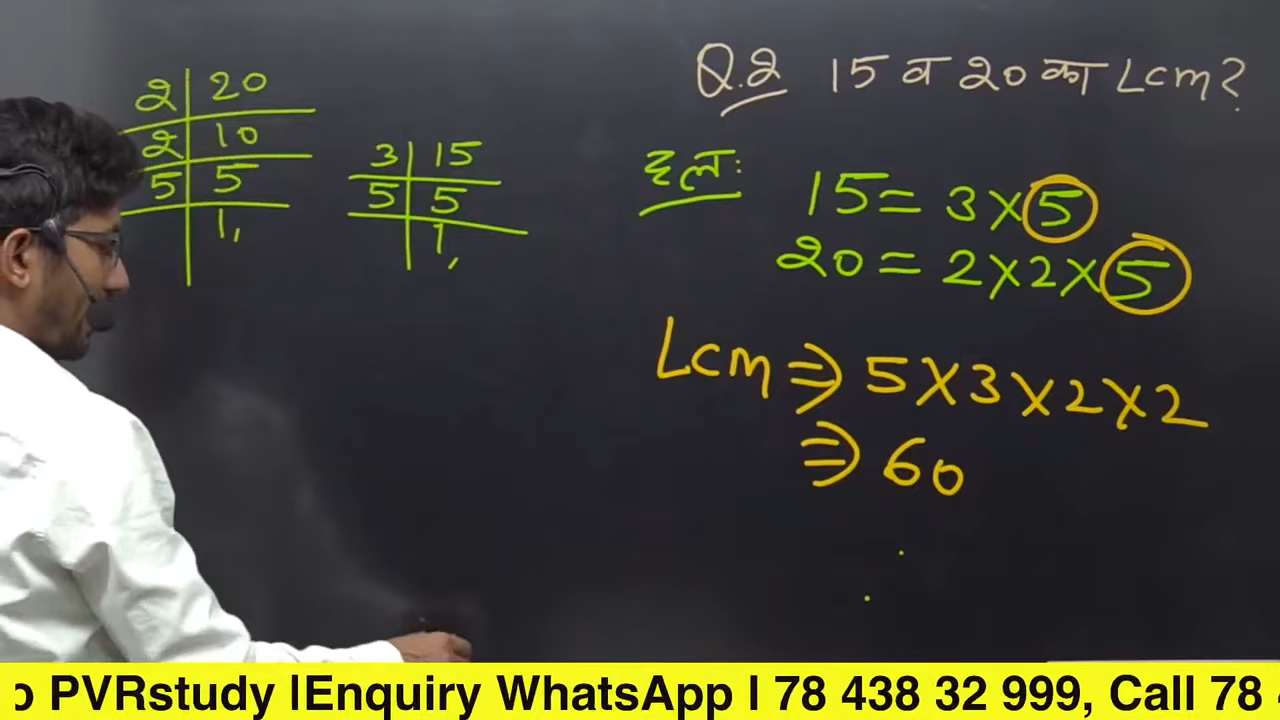 Q.2 15 व 20 का Lcm?
2 | 20
2 | 10
5 | 5
1,
3 | 15
5 | 5
1,
हल:
15 = 3 × 5
20 = 2 × 2 × 5
Lcm ⇒ 5 × 3 × 2 × 2
⇒ 60
PVRstudy |Enquiry WhatsApp | 78 438 32 999, Call 78